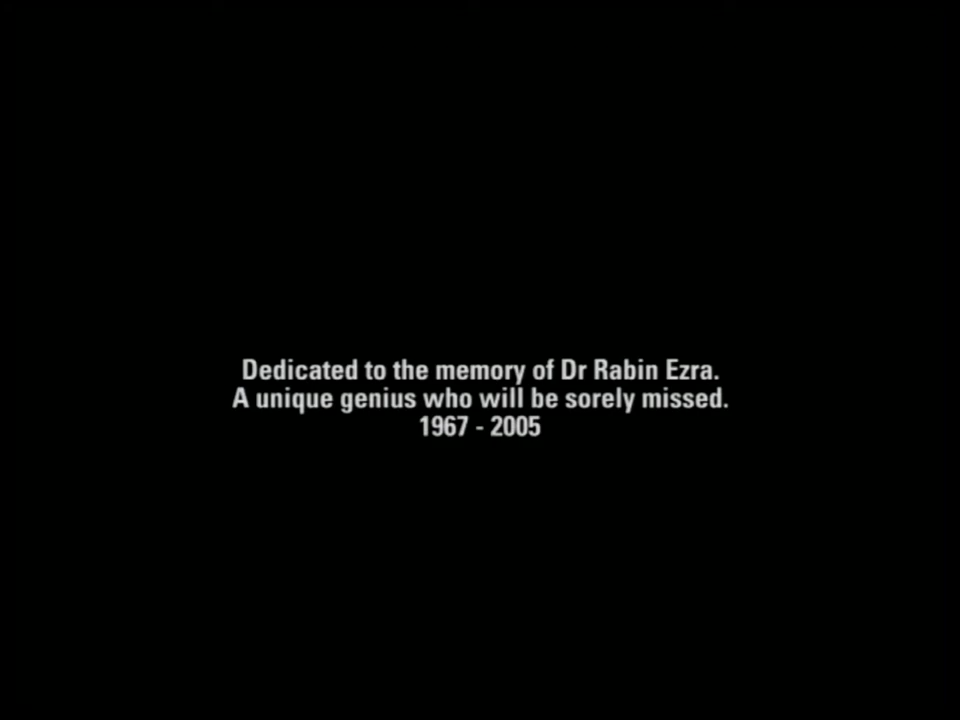 Dedicated to the memory of Dr Rabin Ezra.
A unique genius who will be sorely missed.
1967 - 2005